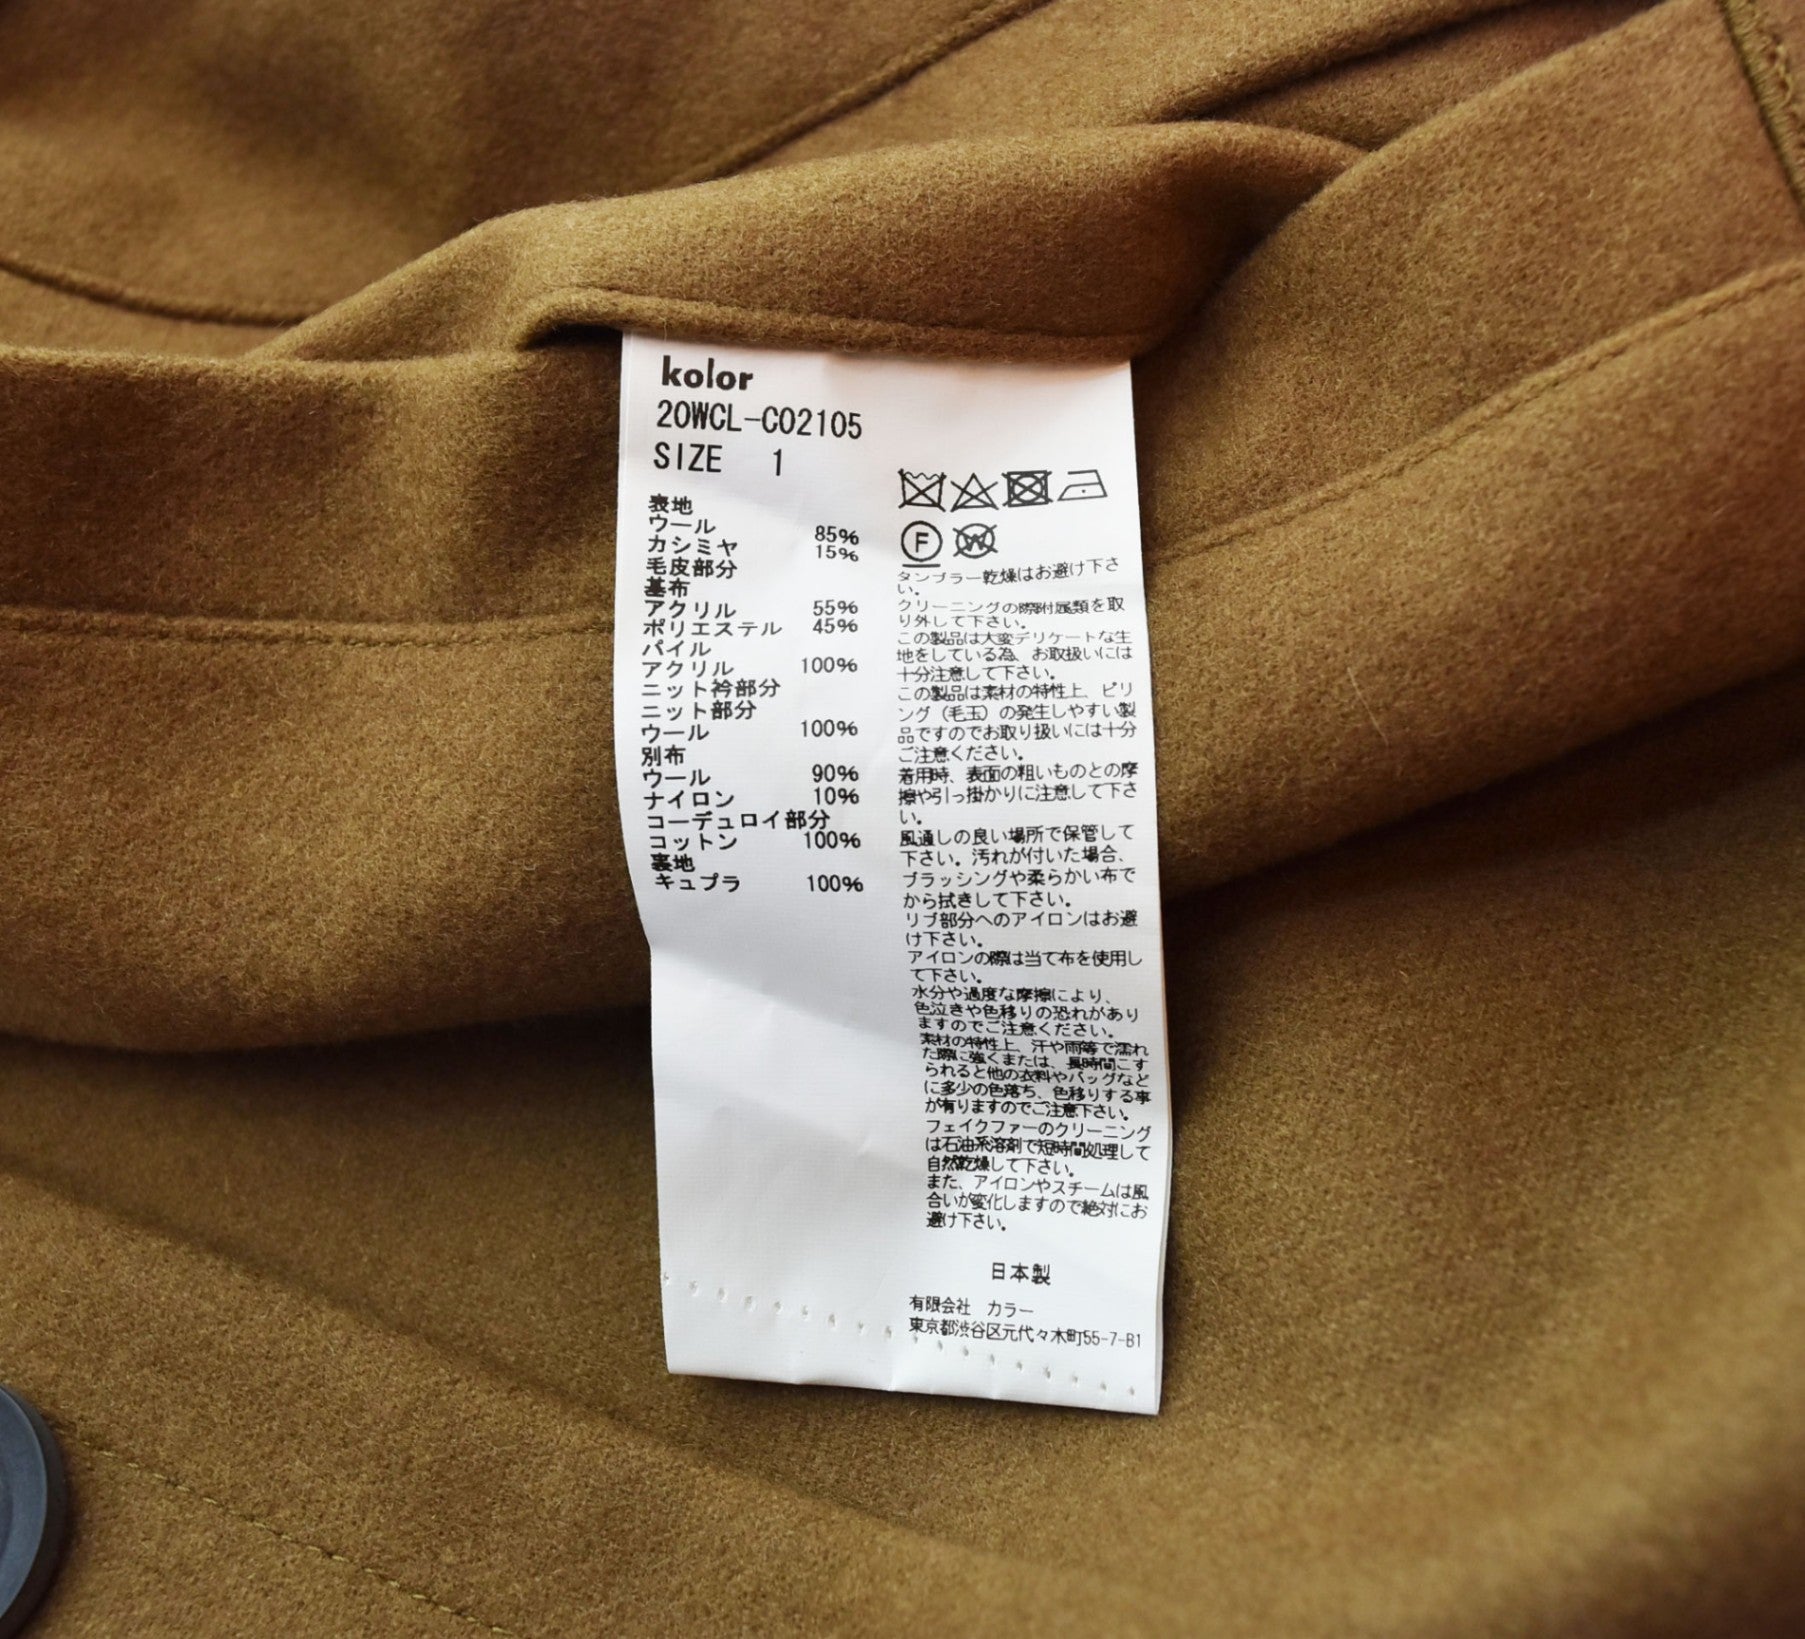 kolor
20WCL-C02105
SIZE 1
表地
ウール 85%
カシミヤ 15%
毛皮部分
基布
アクリル 55%
ポリエステル 45%
パイル
アクリル 100%
ニット衿部分
ニット部分
ウール 100%
別布
ウール 90%
ナイロン 10%
コーデュロイ部分
コットン 100%
裏地
キュプラ 100%
F W
タンブラー乾燥はお避け下さ
い。
クリーニングの際附属類を取
り外して下さい。
この製品は大変デリケートな生
地をしている為、お取扱いには
十分注意して下さい。
この製品は素材の特性上、ピリ
ング（毛玉）の発生しやすい製
品ですのでお取り扱いには十分
ご注意ください。
着用時、表面の粗いものとの摩
擦や引っ掛かりに注意して下さ
い。
風通しの良い場所で保管して
下さい。汚れが付いた場合、
ブラッシングや柔らかい布で
から拭きして下さい。
リブ部分へのアイロンはお避
け下さい。
アイロンの際は当て布を使用し
て下さい。
水分や過度な摩擦により、
色泣きや色移りの恐れがあり
ますのでご注意ください。
素材の特性上、汗や雨等で濡れ
た際に強くまたは、長時間こす
られると他の衣料やバッグなど
に多少の色落ち、色移りする事
が有りますのでご注意下さい。
フェイクファーのクリーニング
は石油系溶剤で短時間処理して
自然乾燥して下さい。
また、アイロンやスチームは風
合いが変化しますので絶対にお
避け下さい。
日本製
有限会社 カラー
東京都渋谷区元代々木町55-7-B1